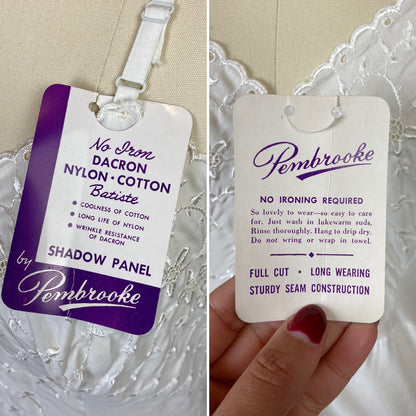 No Iron
DACRON
NYLON • COTTON
Batiste
• COOLNESS OF COTTON
• LONG LIFE OF NYLON
• WRINKLE RESISTANCE
OF DACRON
SHADOW PANEL
by
Pembrooke
Pembrooke
NO IRONING REQUIRED
So lovely to wear—so easy to care
for. Just wash in lukewarm suds.
Rinse thoroughly. Hang to drip dry.
Do not wring or wrap in towel.
FULL CUT • LONG WEARING
STURDY SEAM CONSTRUCTION